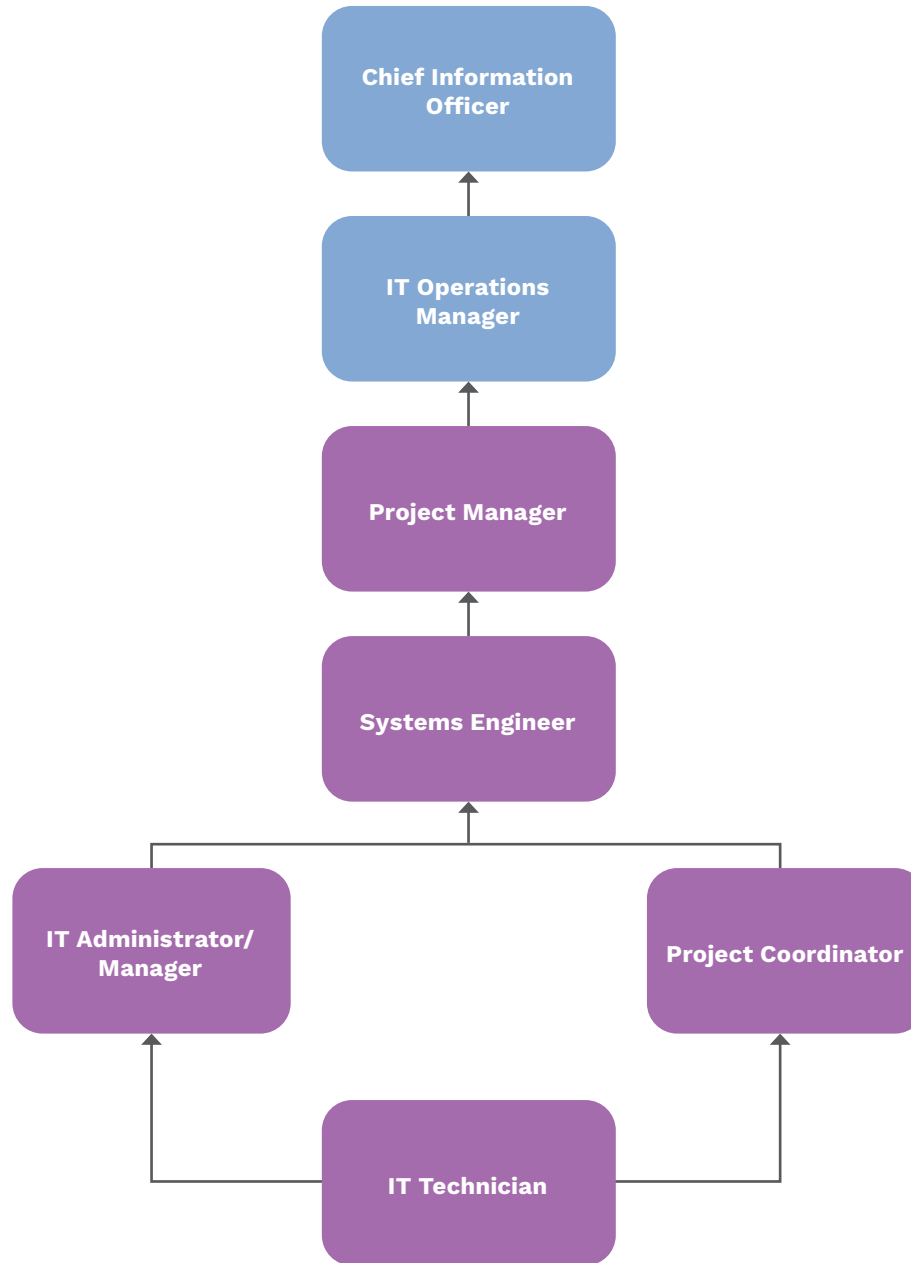 Chief Information
Officer
IT Operations
Manager
Project Manager
Systems Engineer
IT Administrator/
Manager
Project Coordinator
IT Technician